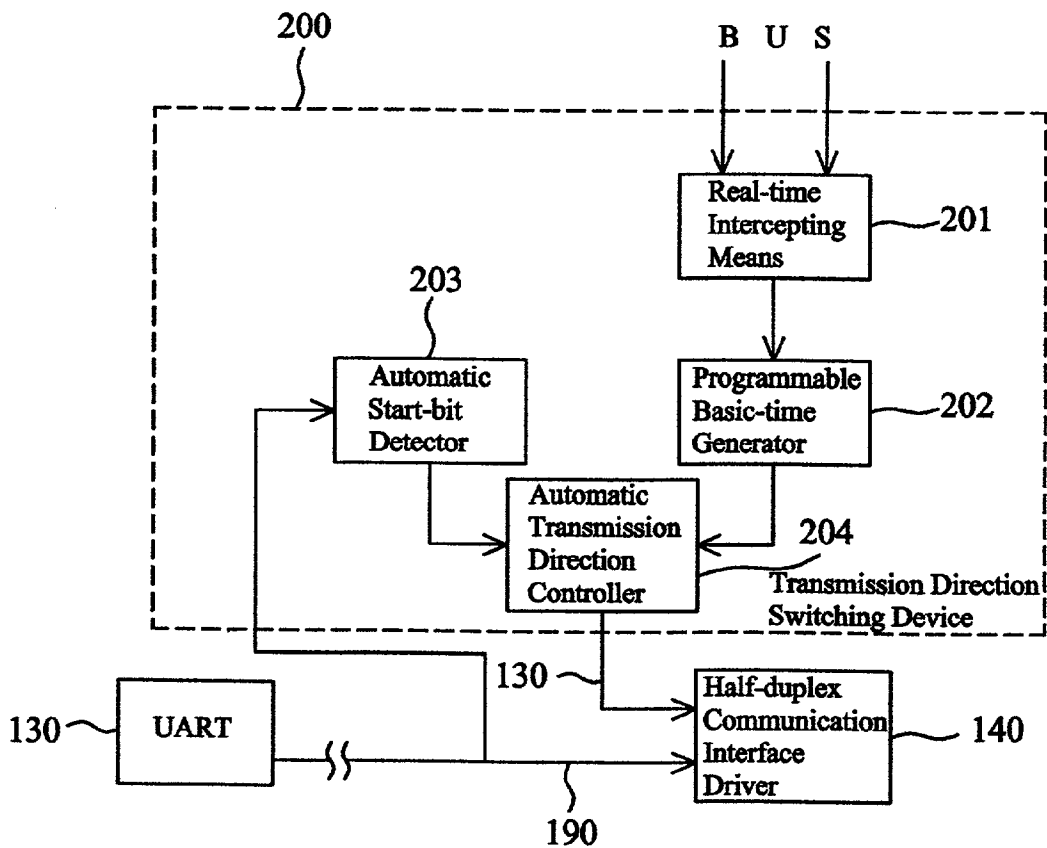 200
B U S
Real-time
Intercepting
Means
201
203
Automatic
Start-bit
Detector
Programmable
Basic-time
Generator
202
Automatic
Transmission
Direction
Controller
204
Transmission Direction
Switching Device
130
UART
130
Half-duplex
Communication
Interface
Driver
140
190